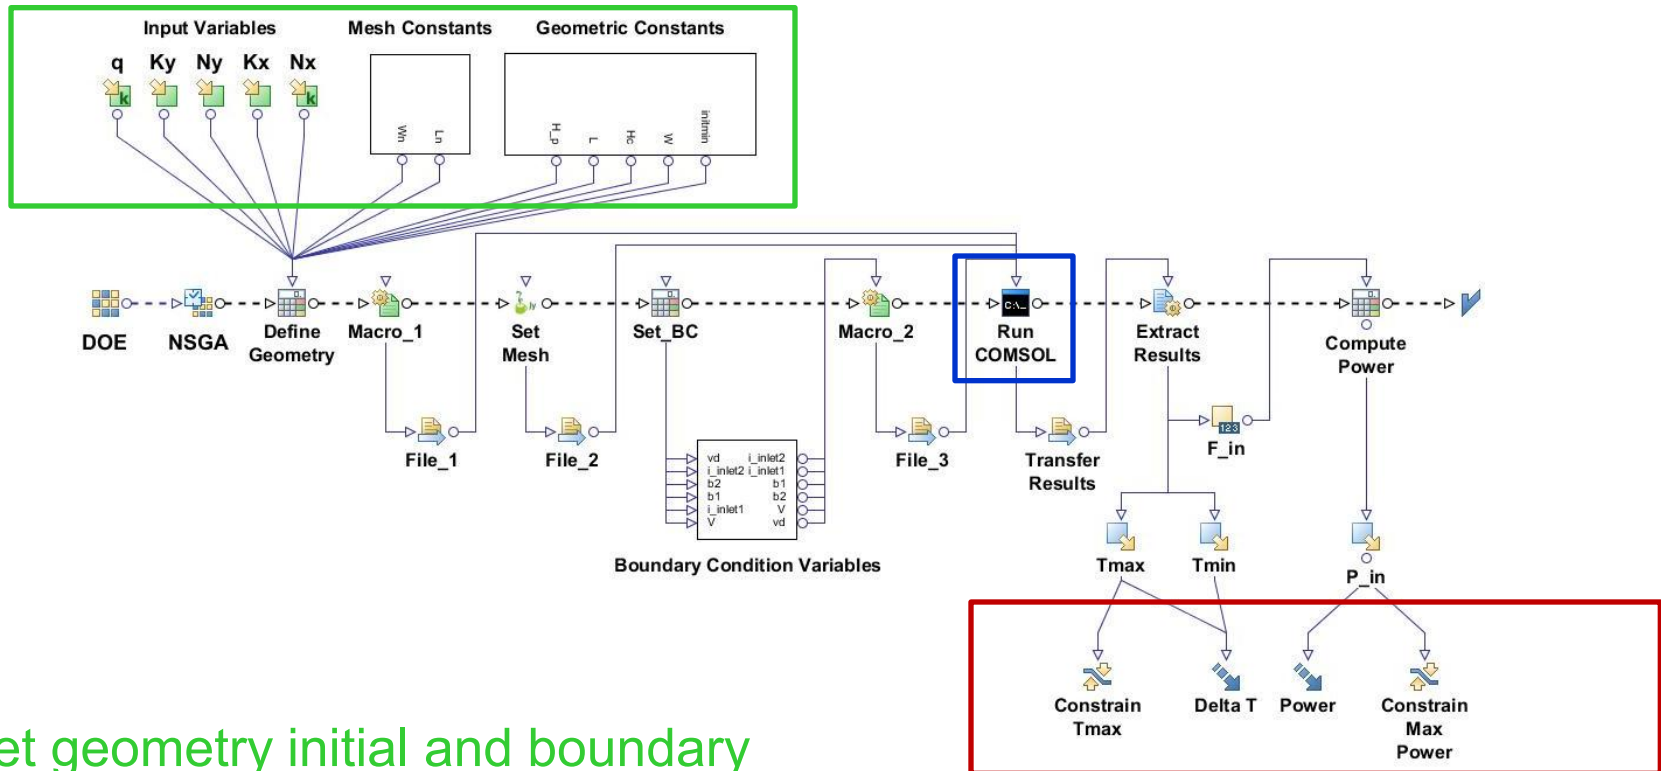 Input Variables
Mesh Constants
Geometric Constants
q Ky Ny Kx Nx
k k
Wn Ln
H_p L Hc W initmin
DOE
NSGA
Define
Geometry
Macro_1
Set
Mesh
Set_BC
Macro_2
C:\_
Run
COMSOL
Extract
Results
Compute
Power
File_1
File_2
File_3
Transfer
Results
123
F_in
vd i_inlet2
i_inlet2 i_inlet1
b2 b1
b1 b2
i_inlet1 V
V vd
Boundary Condition Variables
Tmax
Tmin
P_in
Constrain
Tmax
Delta T
Power
Constrain
Max
Power
et geometry initial and boundary